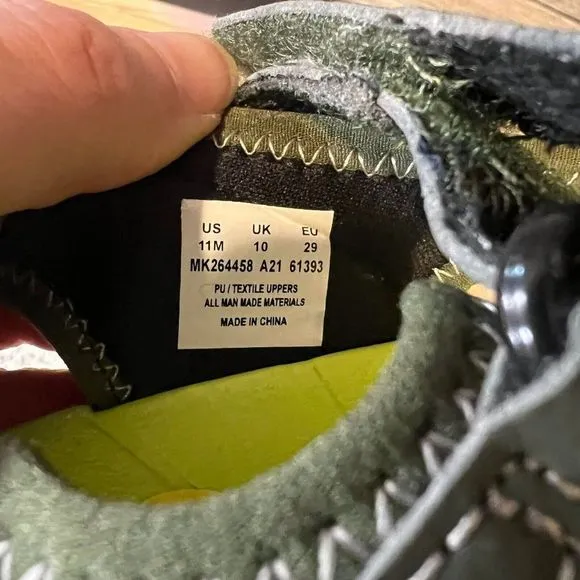 US UK EU
11M 10 29
MK264458 A21 61393
PU / TEXTILE UPPERS
ALL MAN MADE MATERIALS
MADE IN CHINA